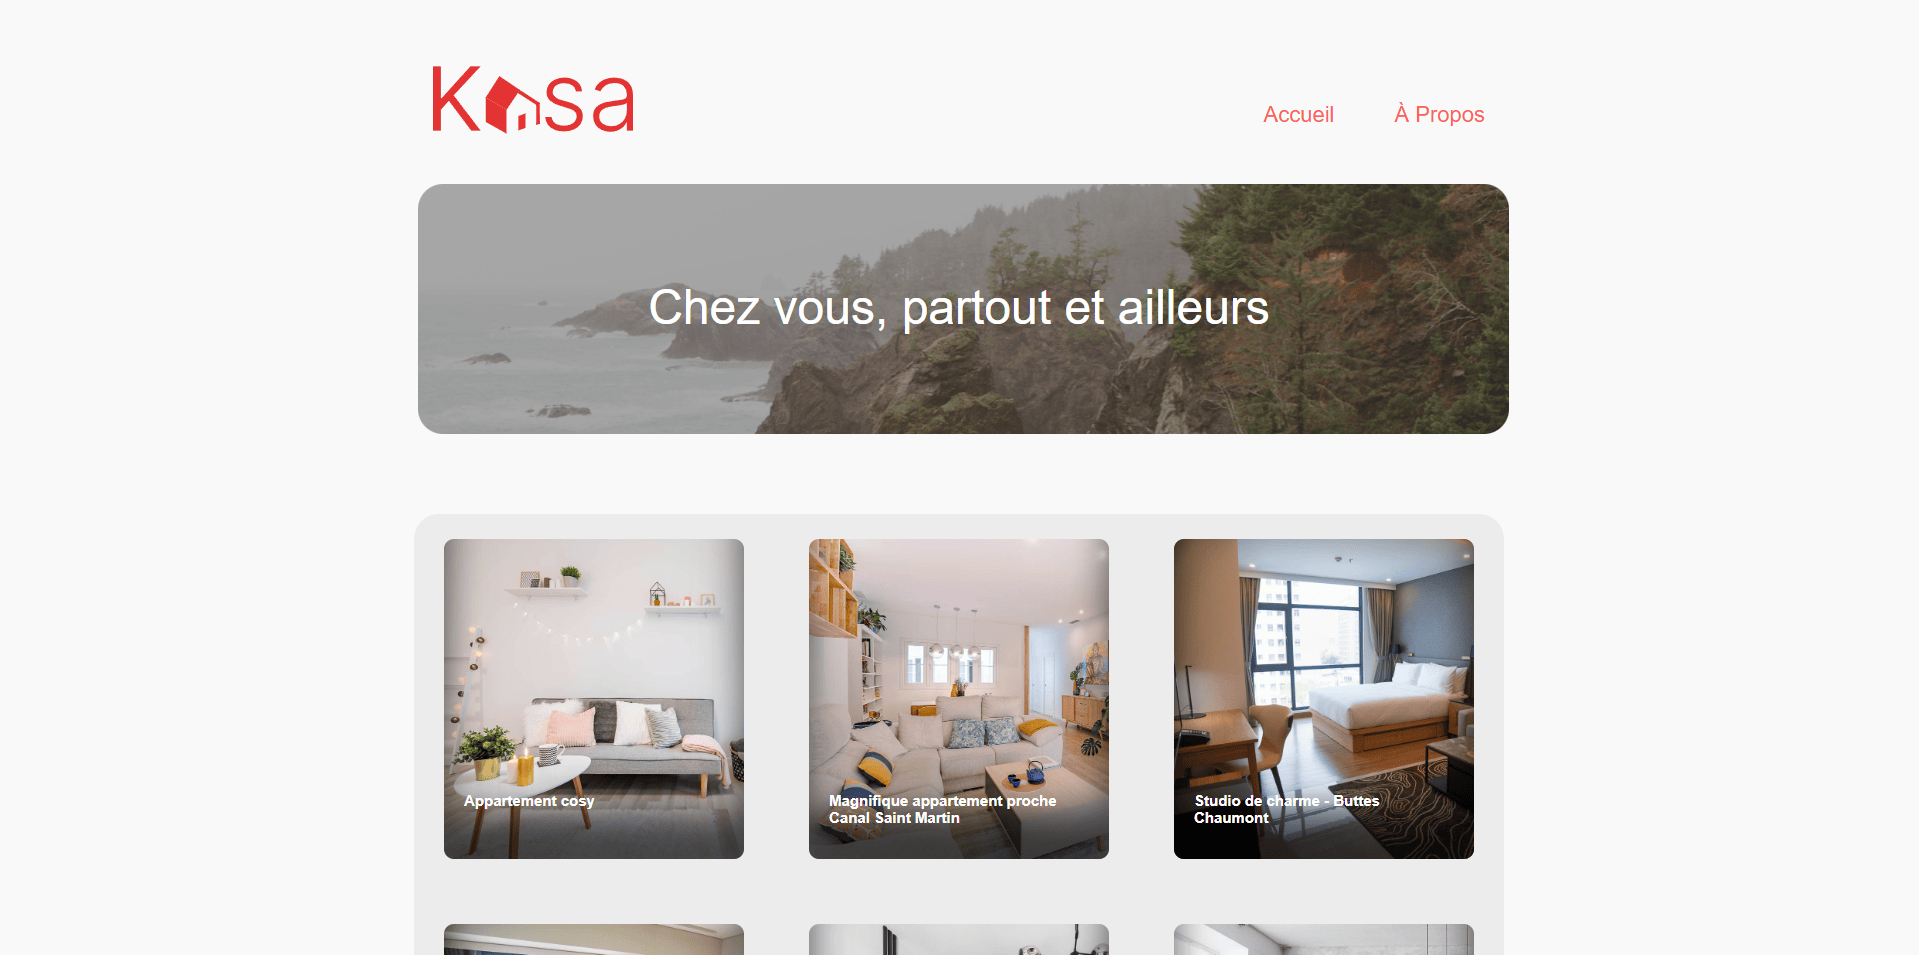 Kasa
Accueil
À Propos
Chez vous, partout et ailleurs
Appartement cosy
Magnifique appartement proche
Canal Saint Martin
Studio de charme - Buttes
Chaumont